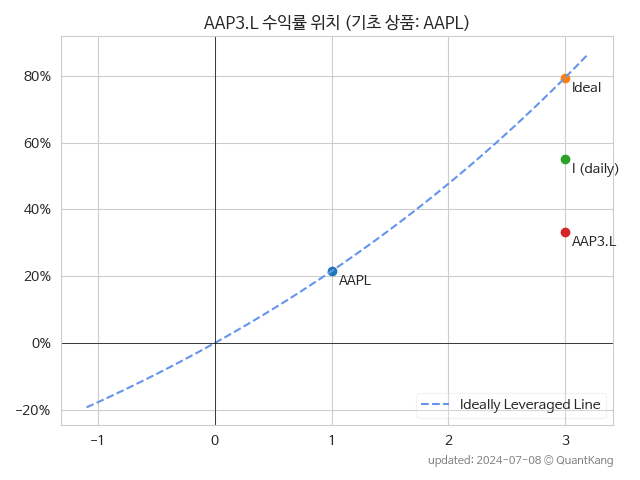 AAP3.L 수익률 위치 (기초 상품: AAPL)
80%
60%
40%
20%
0%
−20%
Ideal
I (daily)
AAP3.L
AAPL
Ideally Leveraged Line
−1
0
1
2
3
updated: 2024-07-08 © QuantKang